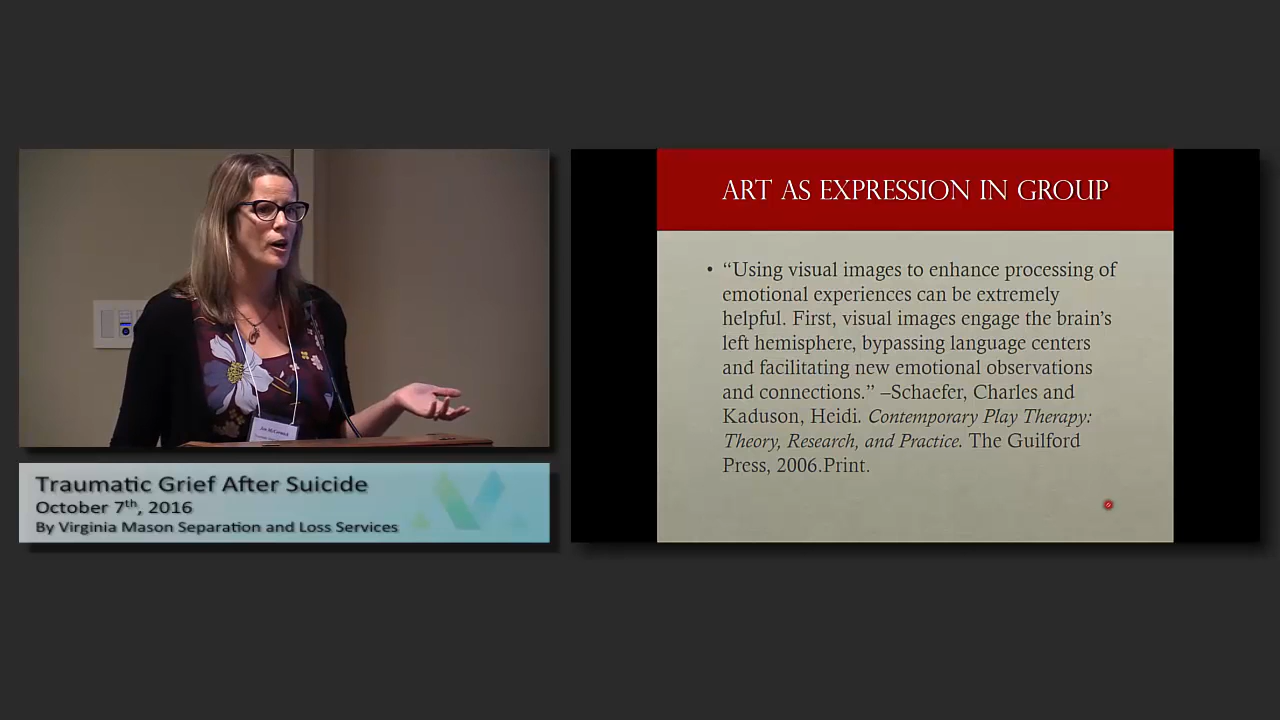 ART AS EXPRESSION IN GROUP
• “Using visual images to enhance processing of
emotional experiences can be extremely
helpful. First, visual images engage the brain’s
left hemisphere, bypassing language centers
and facilitating new emotional observations
and connections.” –Schaefer, Charles and
Kaduson, Heidi. Contemporary Play Therapy:
Theory, Research, and Practice. The Guilford
Press, 2006.Print.
Traumatic Grief After Suicide
October 7th, 2016
By Virginia Mason Separation and Loss Services